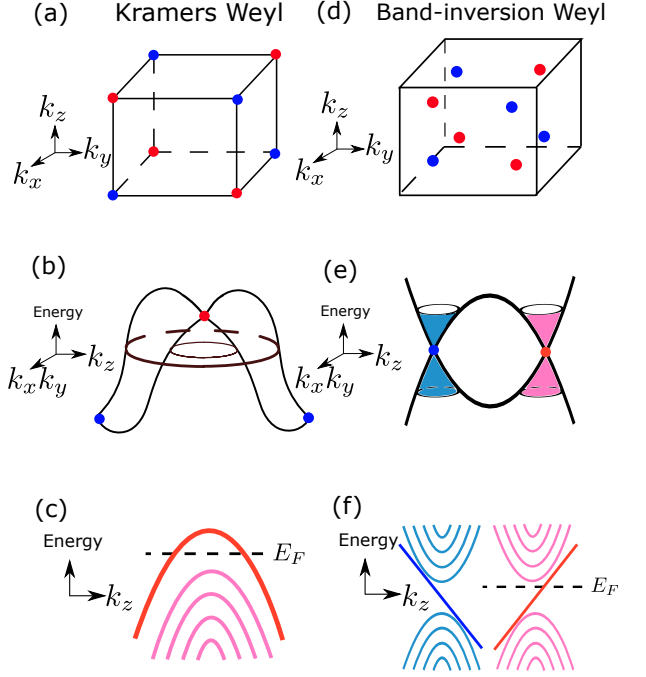 (a) Kramers Weyl
k_z
k_y
k_x
(d) Band-inversion Weyl
k_z
k_y
k_x
(b)
Energy
k_z
k_x k_y
(e)
Energy
k_z
k_x k_y
(c)
Energy
k_z
E_F
(f)
Energy
k_z
E_F